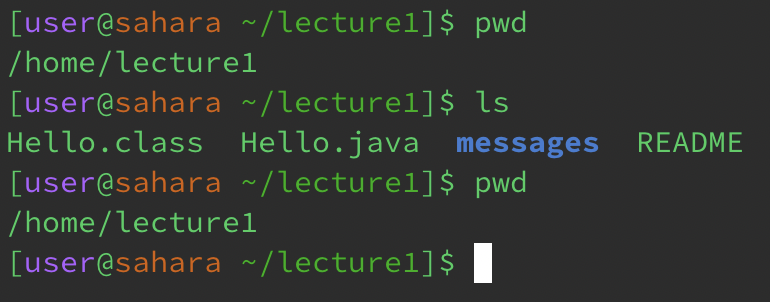 [user@sahara ~/lecture1]$ pwd
/home/lecture1
[user@sahara ~/lecture1]$ ls
Hello.class  Hello.java  messages  README
[user@sahara ~/lecture1]$ pwd
/home/lecture1
[user@sahara ~/lecture1]$